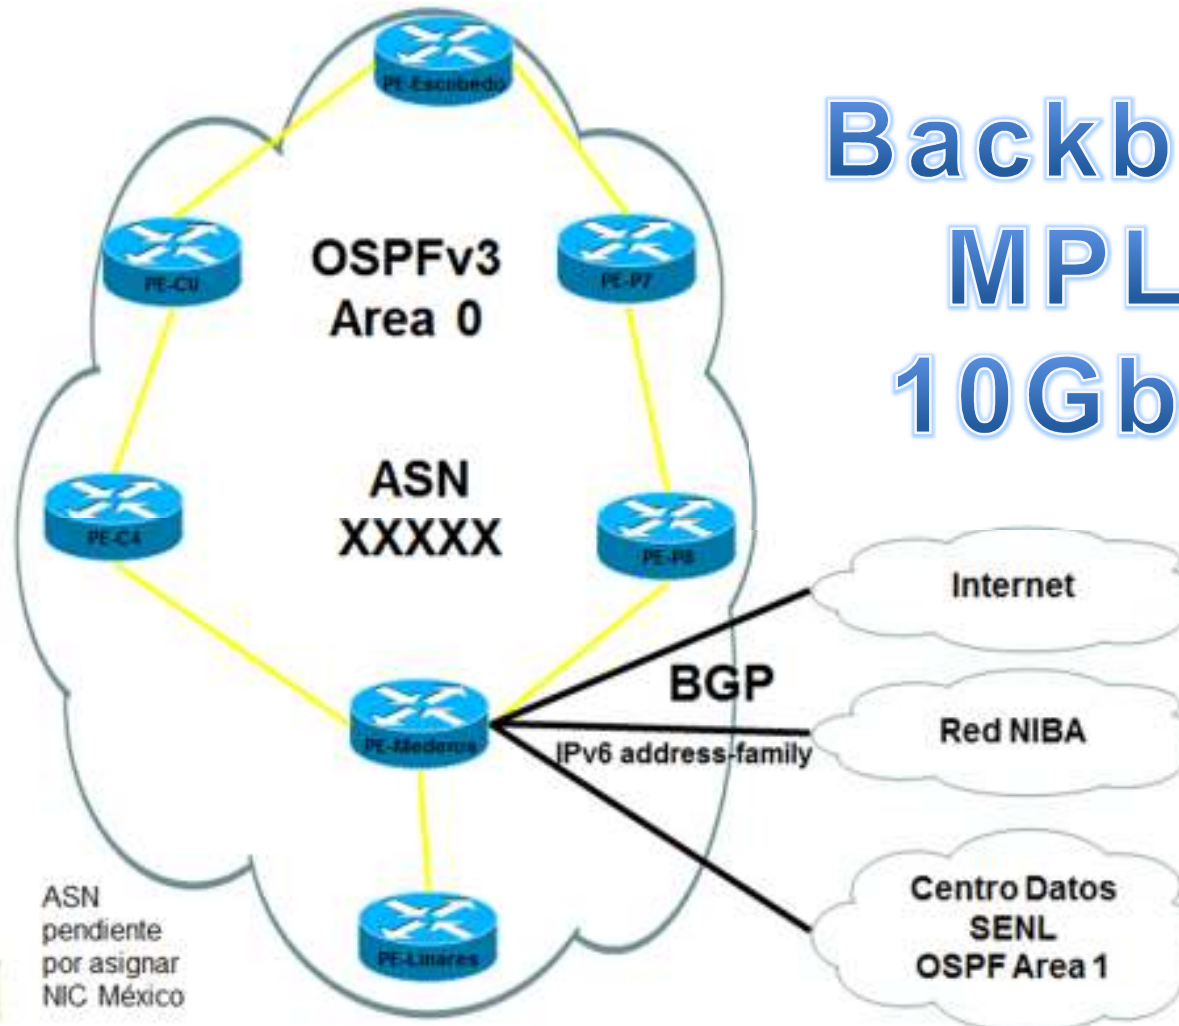 PE-Escobedo
Backb
MPL
10Gb
PE-CU
OSPFv3
Area 0
PE-P7
ASN
XXXXX
PE-C4
PE-P8
Internet
BGP
IPv6 address-family
Red NIBA
PE-Mederos
Centro Datos
SENL
OSPF Area 1
PE-Linares
ASN
pendiente
por asignar
NIC México